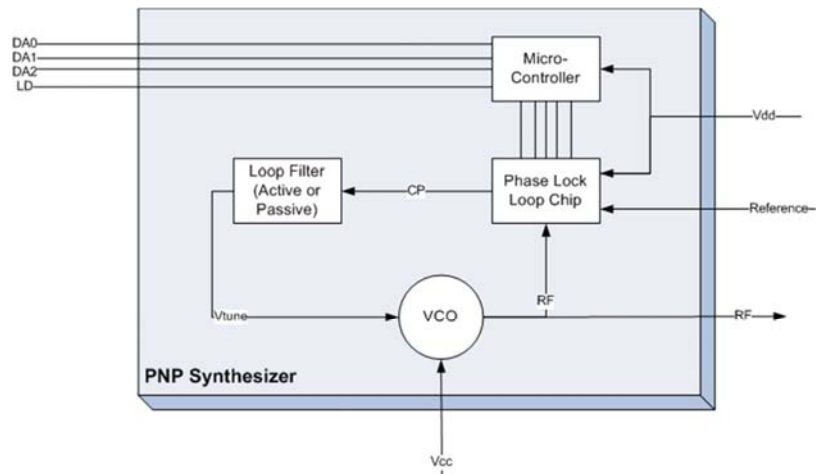 DA0
DA1
DA2
LD
Micro-
Controller
Vdd
Loop Filter
(Active or
Passive)
CP
Phase Lock
Loop Chip
Reference
RF
Vtune
VCO
RF
PNP Synthesizer
Vcc